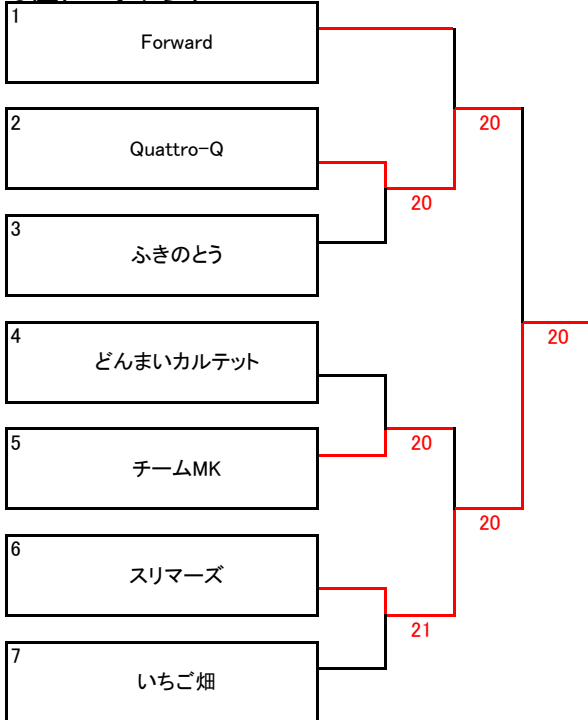 1
Forward
20
2
Quattro-Q
20
3
ふきのとう
20
4
どんまいカルテット
5
チームMK
20
20
6
スリマーズ
21
7
いちご畑